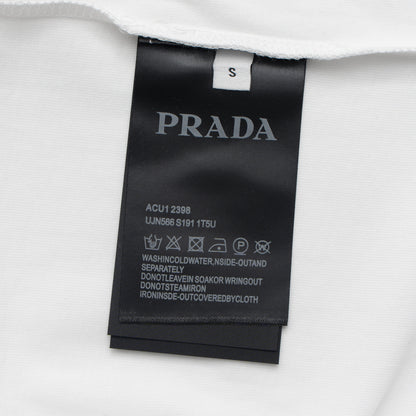 S
PRADA
ACU1 2398
UJN566 S191 1T5U
WASHINCOLDWATER,NSIDE-OUTAND
SEPARATELY
DONOTLEAVEIN SOAKOR WRINGOUT
DONOTSTEAMIRON
IRONINSDE-OUTCOVEREDBYCLOTH